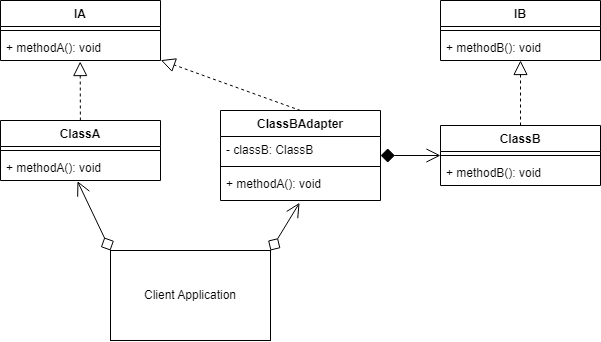 IA
+ methodA(): void
IB
+ methodB(): void
ClassA
+ methodA(): void
ClassBAdapter
- classB: ClassB
+ methodA(): void
ClassB
+ methodB(): void
Client Application